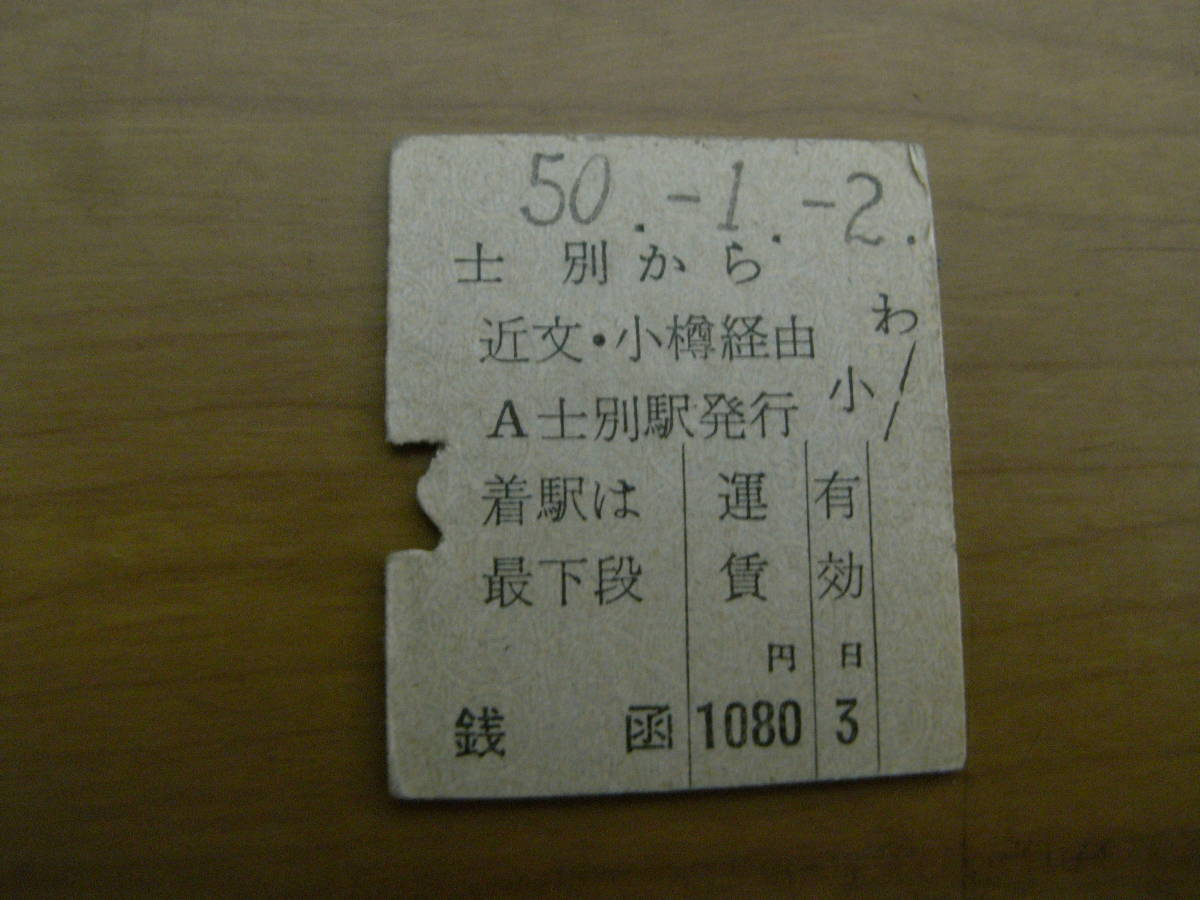 50.-1.-2.
士別から
近文・小樽経由
わ
小
A士別駅発行
着駅は 運 有
最下段 賃 効
円 日
銭函 1080 3